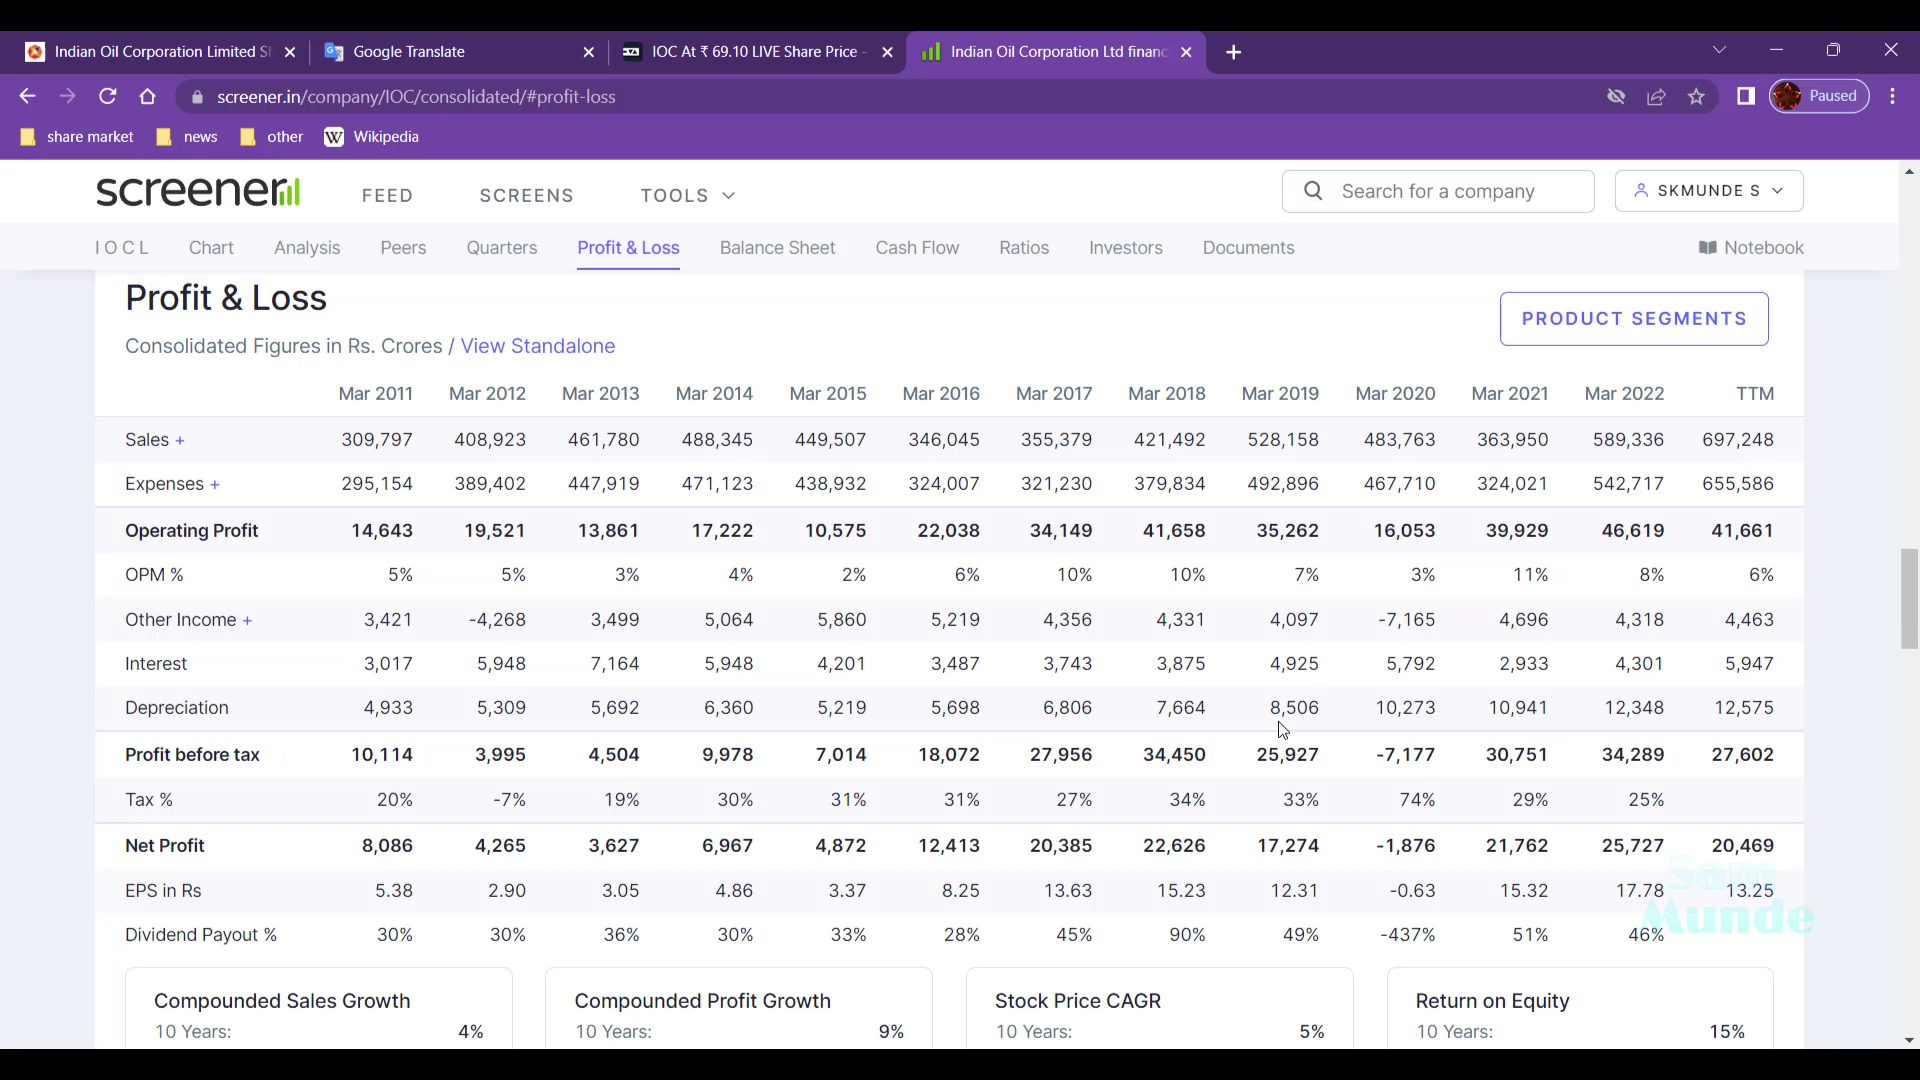 Indian Oil Corporation Limited S
Google Translate
IOC At ₹ 69.10 LIVE Share Price -
Indian Oil Corporation Ltd financ
screener.in/company/IOC/consolidated/#profit-loss
Paused
share market
news
other
W Wikipedia
screener
FEED
SCREENS
TOOLS
Search for a company
SKMUNDE S
I O C L
Chart
Analysis
Peers
Quarters
Profit & Loss
Balance Sheet
Cash Flow
Ratios
Investors
Documents
Notebook
Profit & Loss
PRODUCT SEGMENTS
Consolidated Figures in Rs. Crores / View Standalone
Mar 2011 Mar 2012 Mar 2013 Mar 2014 Mar 2015 Mar 2016 Mar 2017 Mar 2018 Mar 2019 Mar 2020 Mar 2021 Mar 2022 TTM
Sales + 309,797 408,923 461,780 488,345 449,507 346,045 355,379 421,492 528,158 483,763 363,950 589,336 697,248
Expenses + 295,154 389,402 447,919 471,123 438,932 324,007 321,230 379,834 492,896 467,710 324,021 542,717 655,586
Operating Profit 14,643 19,521 13,861 17,222 10,575 22,038 34,149 41,658 35,262 16,053 39,929 46,619 41,661
OPM % 5% 5% 3% 4% 2% 6% 10% 10% 7% 3% 11% 8% 6%
Other Income + 3,421 -4,268 3,499 5,064 5,860 5,219 4,356 4,331 4,097 -7,165 4,696 4,318 4,463
Interest 3,017 5,948 7,164 5,948 4,201 3,487 3,743 3,875 4,925 5,792 2,933 4,301 5,947
Depreciation 4,933 5,309 5,692 6,360 5,219 5,698 6,806 7,664 8,506 10,273 10,941 12,348 12,575
Profit before tax 10,114 3,995 4,504 9,978 7,014 18,072 27,956 34,450 25,927 -7,177 30,751 34,289 27,602
Tax % 20% -7% 19% 30% 31% 31% 27% 34% 33% 74% 29% 25%
Net Profit 8,086 4,265 3,627 6,967 4,872 12,413 20,385 22,626 17,274 -1,876 21,762 25,727 20,469
EPS in Rs 5.38 2.90 3.05 4.86 3.37 8.25 13.63 15.23 12.31 -0.63 15.32 17.78 13.25
Dividend Payout % 30% 30% 36% 30% 33% 28% 45% 90% 49% -437% 51% 46%
Sam
Munde
Compounded Sales Growth
10 Years: 4%
Compounded Profit Growth
10 Years: 9%
Stock Price CAGR
10 Years: 5%
Return on Equity
10 Years: 15%